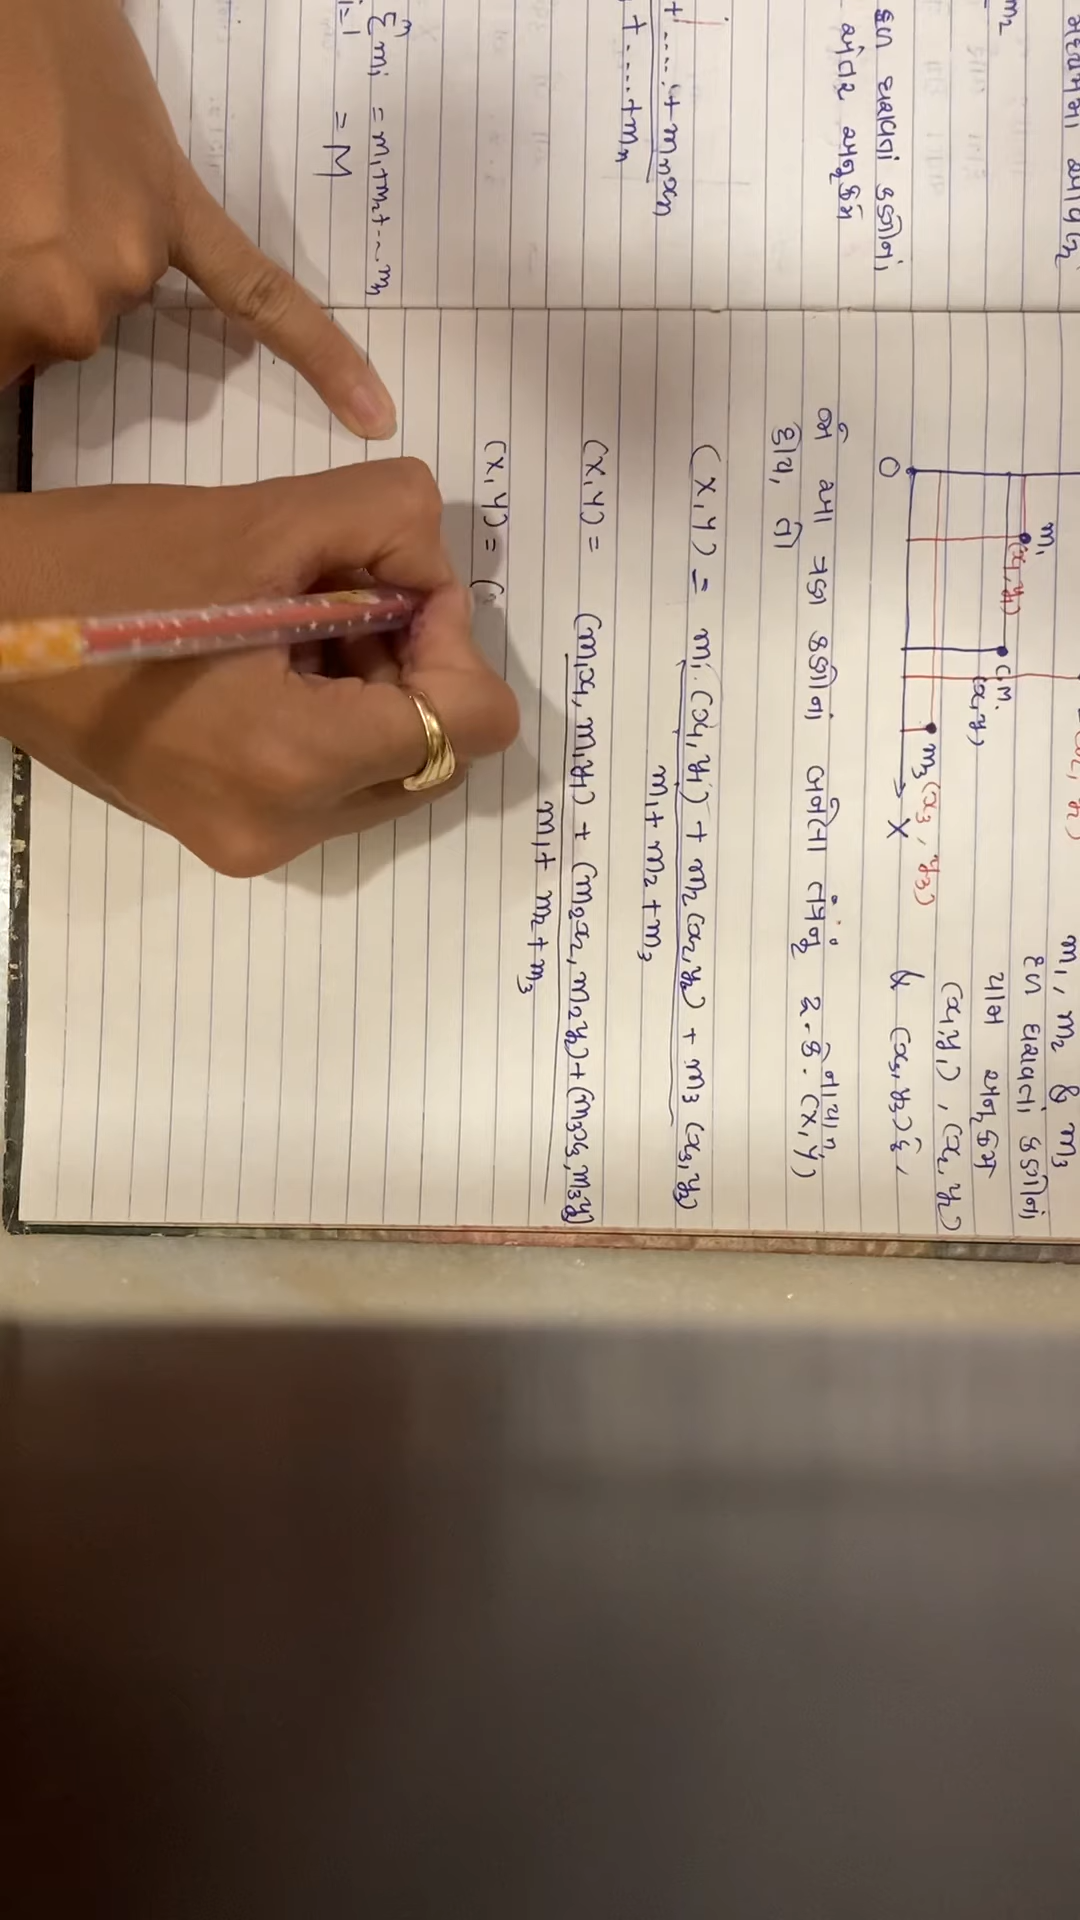 m₂
દળ ધરાવતાં કણોનાં,
અંતર અનુક્રમે
+ ..... + mₙxₙ
+ ..... + mₙ
n
Σ mᵢ = m₁+m₂+...mₙ
i=1
= M
m₁ (x₁, y₁)
C.M.
(x, y)
m₃ (x₃, y₃)
O
X
m₁, m₂ & m₃
દળ ધરાવતાં કણોનાં
યામ અનુક્રમે
(x₁, y₁), (x₂, y₂)
& (x₃, y₃) છે,
જો આ ત્રણ કણોનાં બનેલા તંત્રનું દ.કે. નાં યામ (X, Y)
હોય, તો
(X, Y) = m₁ (x₁, y₁) + m₂ (x₂, y₂) + m₃ (x₃, y₃)
m₁ + m₂ + m₃
(X, Y) = (m₁x₁, m₁y₁) + (m₂x₂, m₂y₂) + (m₃x₃, m₃y₃)
m₁ + m₂ + m₃
(X, Y) = (